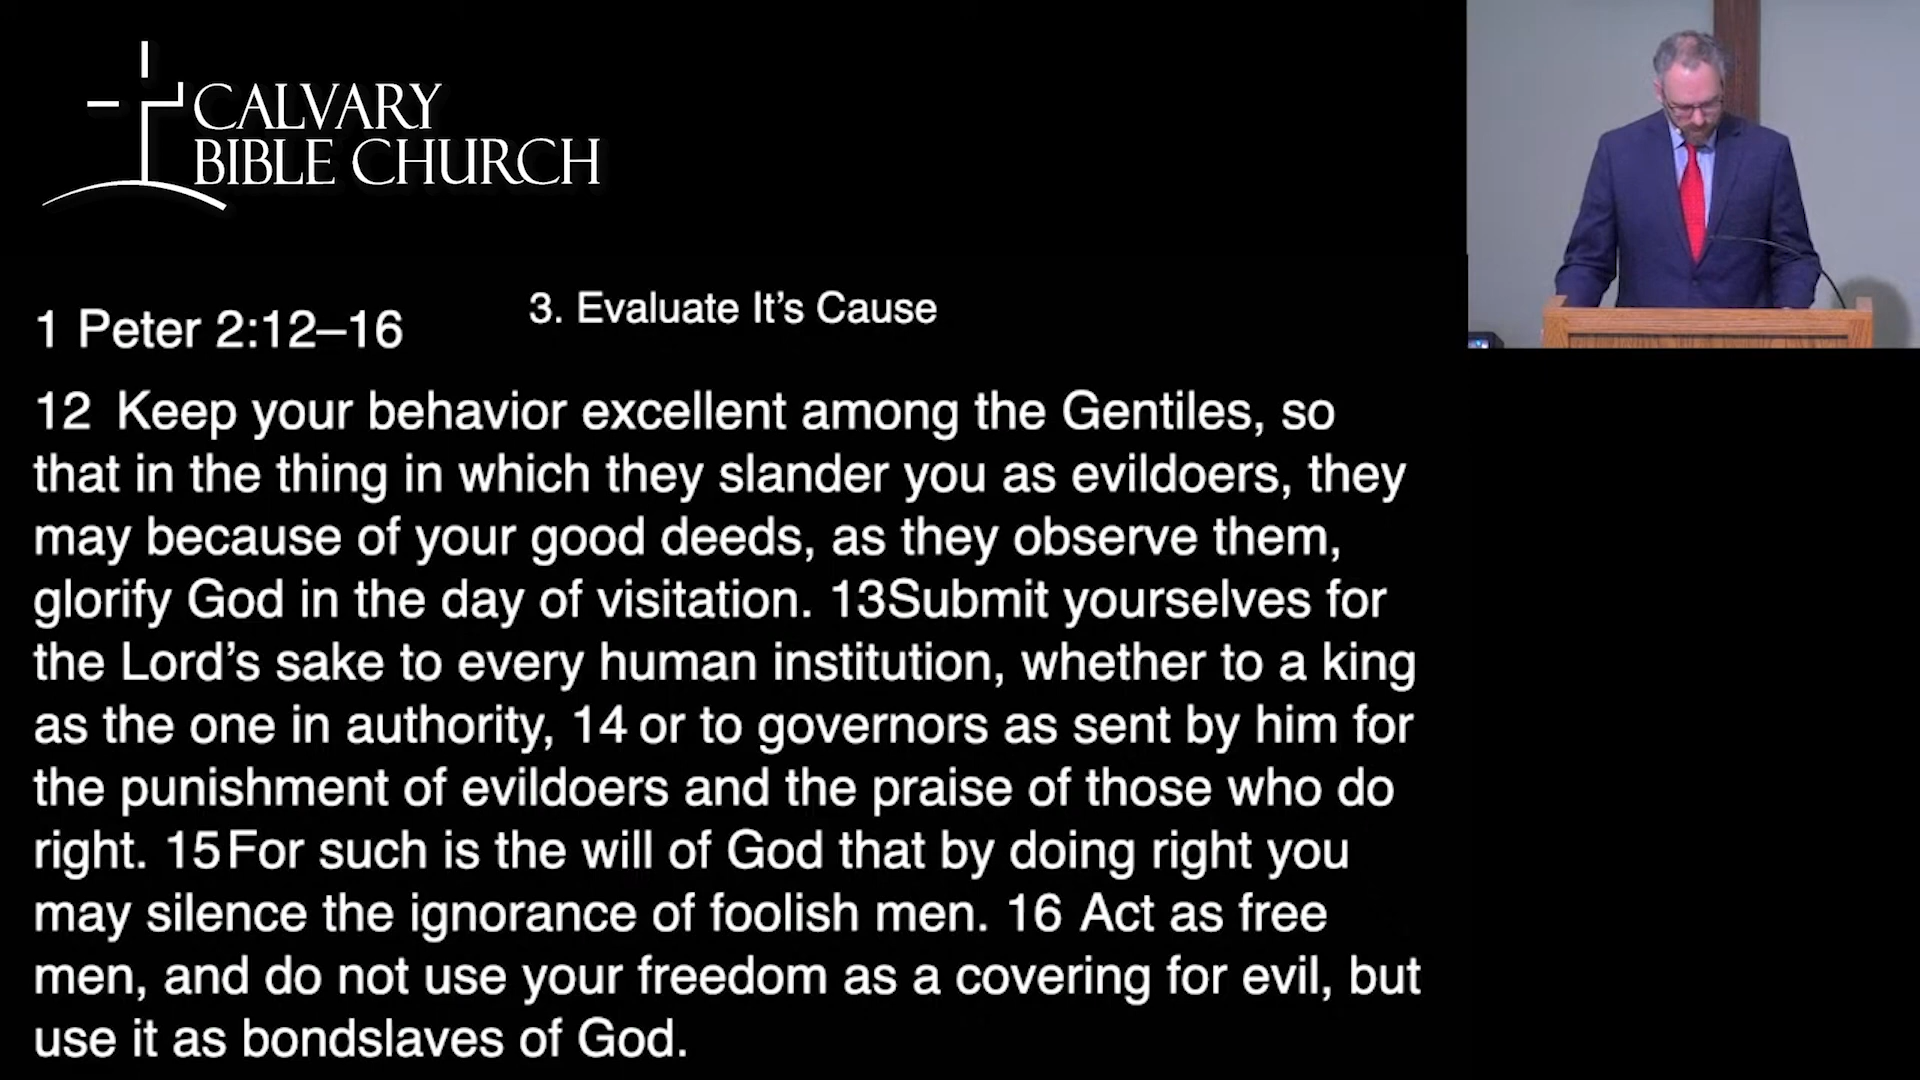 CALVARY
BIBLE CHURCH
1 Peter 2:12–16
3. Evaluate It’s Cause
12 Keep your behavior excellent among the Gentiles, so
that in the thing in which they slander you as evildoers, they
may because of your good deeds, as they observe them,
glorify God in the day of visitation. 13Submit yourselves for
the Lord’s sake to every human institution, whether to a king
as the one in authority, 14 or to governors as sent by him for
the punishment of evildoers and the praise of those who do
right. 15 For such is the will of God that by doing right you
may silence the ignorance of foolish men. 16 Act as free
men, and do not use your freedom as a covering for evil, but
use it as bondslaves of God.